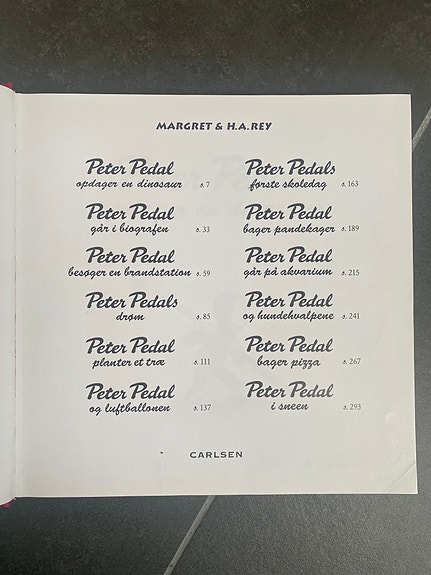 MARGRET & H.A.REY
Peter Pedal
opdager en dinosaur s. 7
Peter Pedal
går i biografen s. 33
Peter Pedal
besøger en brandstation s. 59
Peter Pedals
drøm s. 85
Peter Pedal
planter et træ s. 111
Peter Pedal
og luftballonen s. 137
Peter Pedals
første skoledag s. 163
Peter Pedal
bager pandekager s. 189
Peter Pedal
går på akvarium s. 215
Peter Pedal
og hundehvalpene s. 241
Peter Pedal
bager pizza s. 267
Peter Pedal
i sneen s. 293
CARLSEN